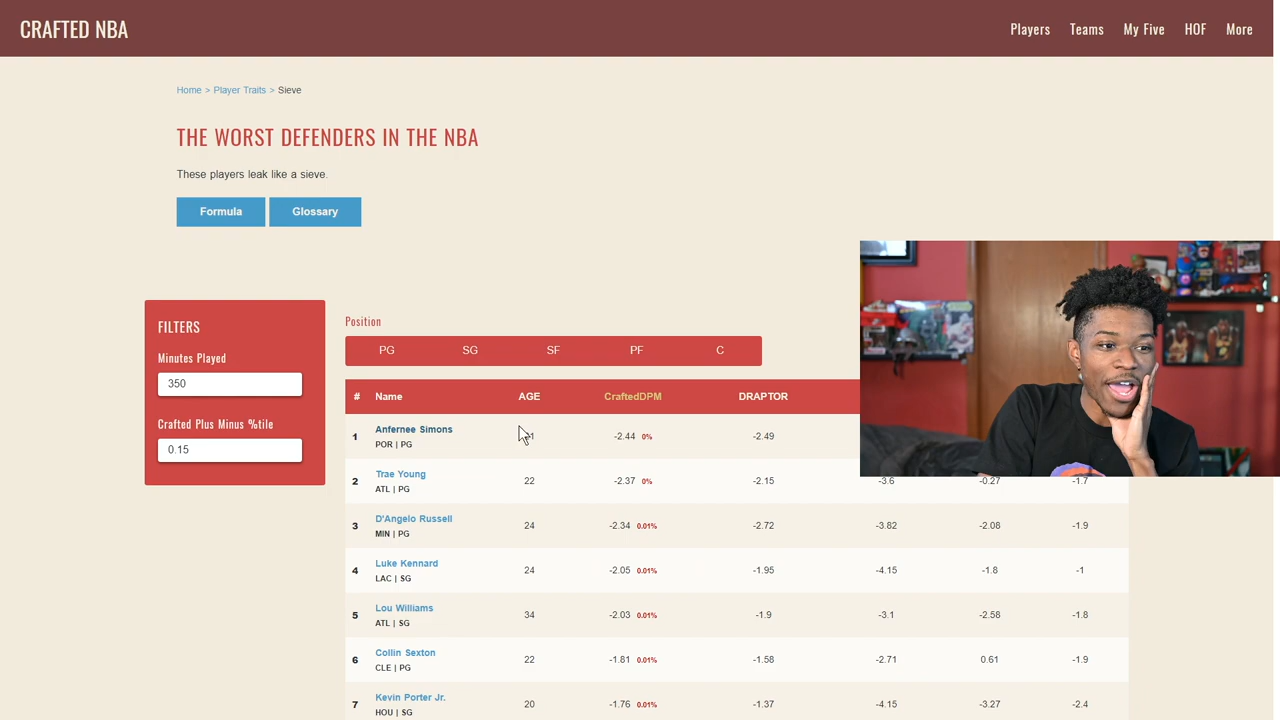 CRAFTED NBA
Players Teams My Five HOF More
Home > Player Traits > Sieve
THE WORST DEFENDERS IN THE NBA
These players leak like a sieve.
Formula Glossary
FILTERS
Minutes Played
350
Crafted Plus Minus %tile
0.15
Position
PG SG SF PF C
# Name AGE CraftedDPM DRAPTOR
1 Anfernee Simons -2.44 0% -2.49
POR | PG
2 Trae Young 22 -2.37 0% -2.15 -3.6 -0.27 -1.7
ATL | PG
3 D'Angelo Russell 24 -2.34 0.01% -2.72 -3.82 -2.08 -1.9
MIN | PG
4 Luke Kennard 24 -2.05 0.01% -1.95 -4.15 -1.8 -1
LAC | SG
5 Lou Williams 34 -2.03 0.01% -1.9 -3.1 -2.58 -1.8
ATL | SG
6 Collin Sexton 22 -1.81 0.01% -1.58 -2.71 0.61 -1.9
CLE | PG
7 Kevin Porter Jr. 20 -1.76 0.01% -1.37 -4.15 -3.27 -2.4
HOU | SG